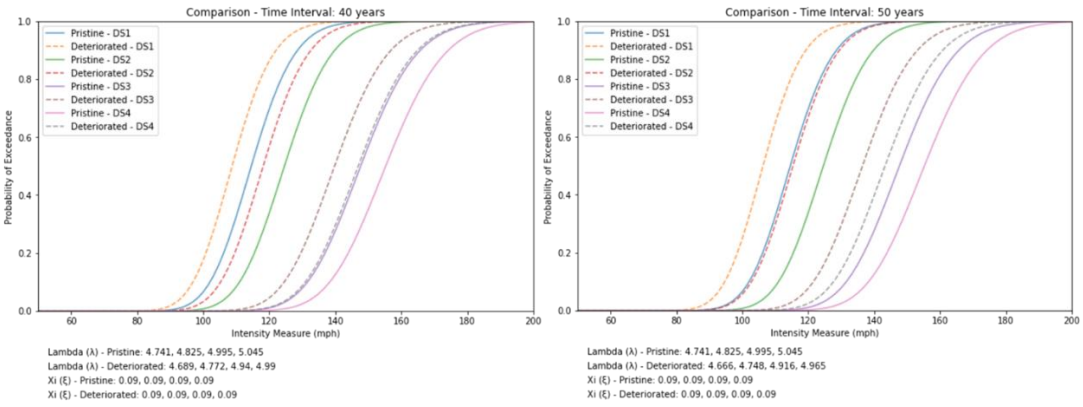 Comparison - Time Interval: 40 years
Probability of Exceedance
1.0
0.8
0.6
0.4
0.2
0.0
Pristine - DS1
Deteriorated - DS1
Pristine - DS2
Deteriorated - DS2
Pristine - DS3
Deteriorated - DS3
Pristine - DS4
Deteriorated - DS4
60 80 100 120 140 160 180 200
Intensity Measure (mph)
Lambda (λ) - Pristine: 4.741, 4.825, 4.995, 5.045
Lambda (λ) - Deteriorated: 4.689, 4.772, 4.94, 4.99
Xi (ξ) - Pristine: 0.09, 0.09, 0.09, 0.09
Xi (ξ) - Deteriorated: 0.09, 0.09, 0.09, 0.09
Comparison - Time Interval: 50 years
Probability of Exceedance
1.0
0.8
0.6
0.4
0.2
0.0
Pristine - DS1
Deteriorated - DS1
Pristine - DS2
Deteriorated - DS2
Pristine - DS3
Deteriorated - DS3
Pristine - DS4
Deteriorated - DS4
60 80 100 120 140 160 180 200
Intensity Measure (mph)
Lambda (λ) - Pristine: 4.741, 4.825, 4.995, 5.045
Lambda (λ) - Deteriorated: 4.666, 4.748, 4.916, 4.965
Xi (ξ) - Pristine: 0.09, 0.09, 0.09, 0.09
Xi (ξ) - Deteriorated: 0.09, 0.09, 0.09, 0.09